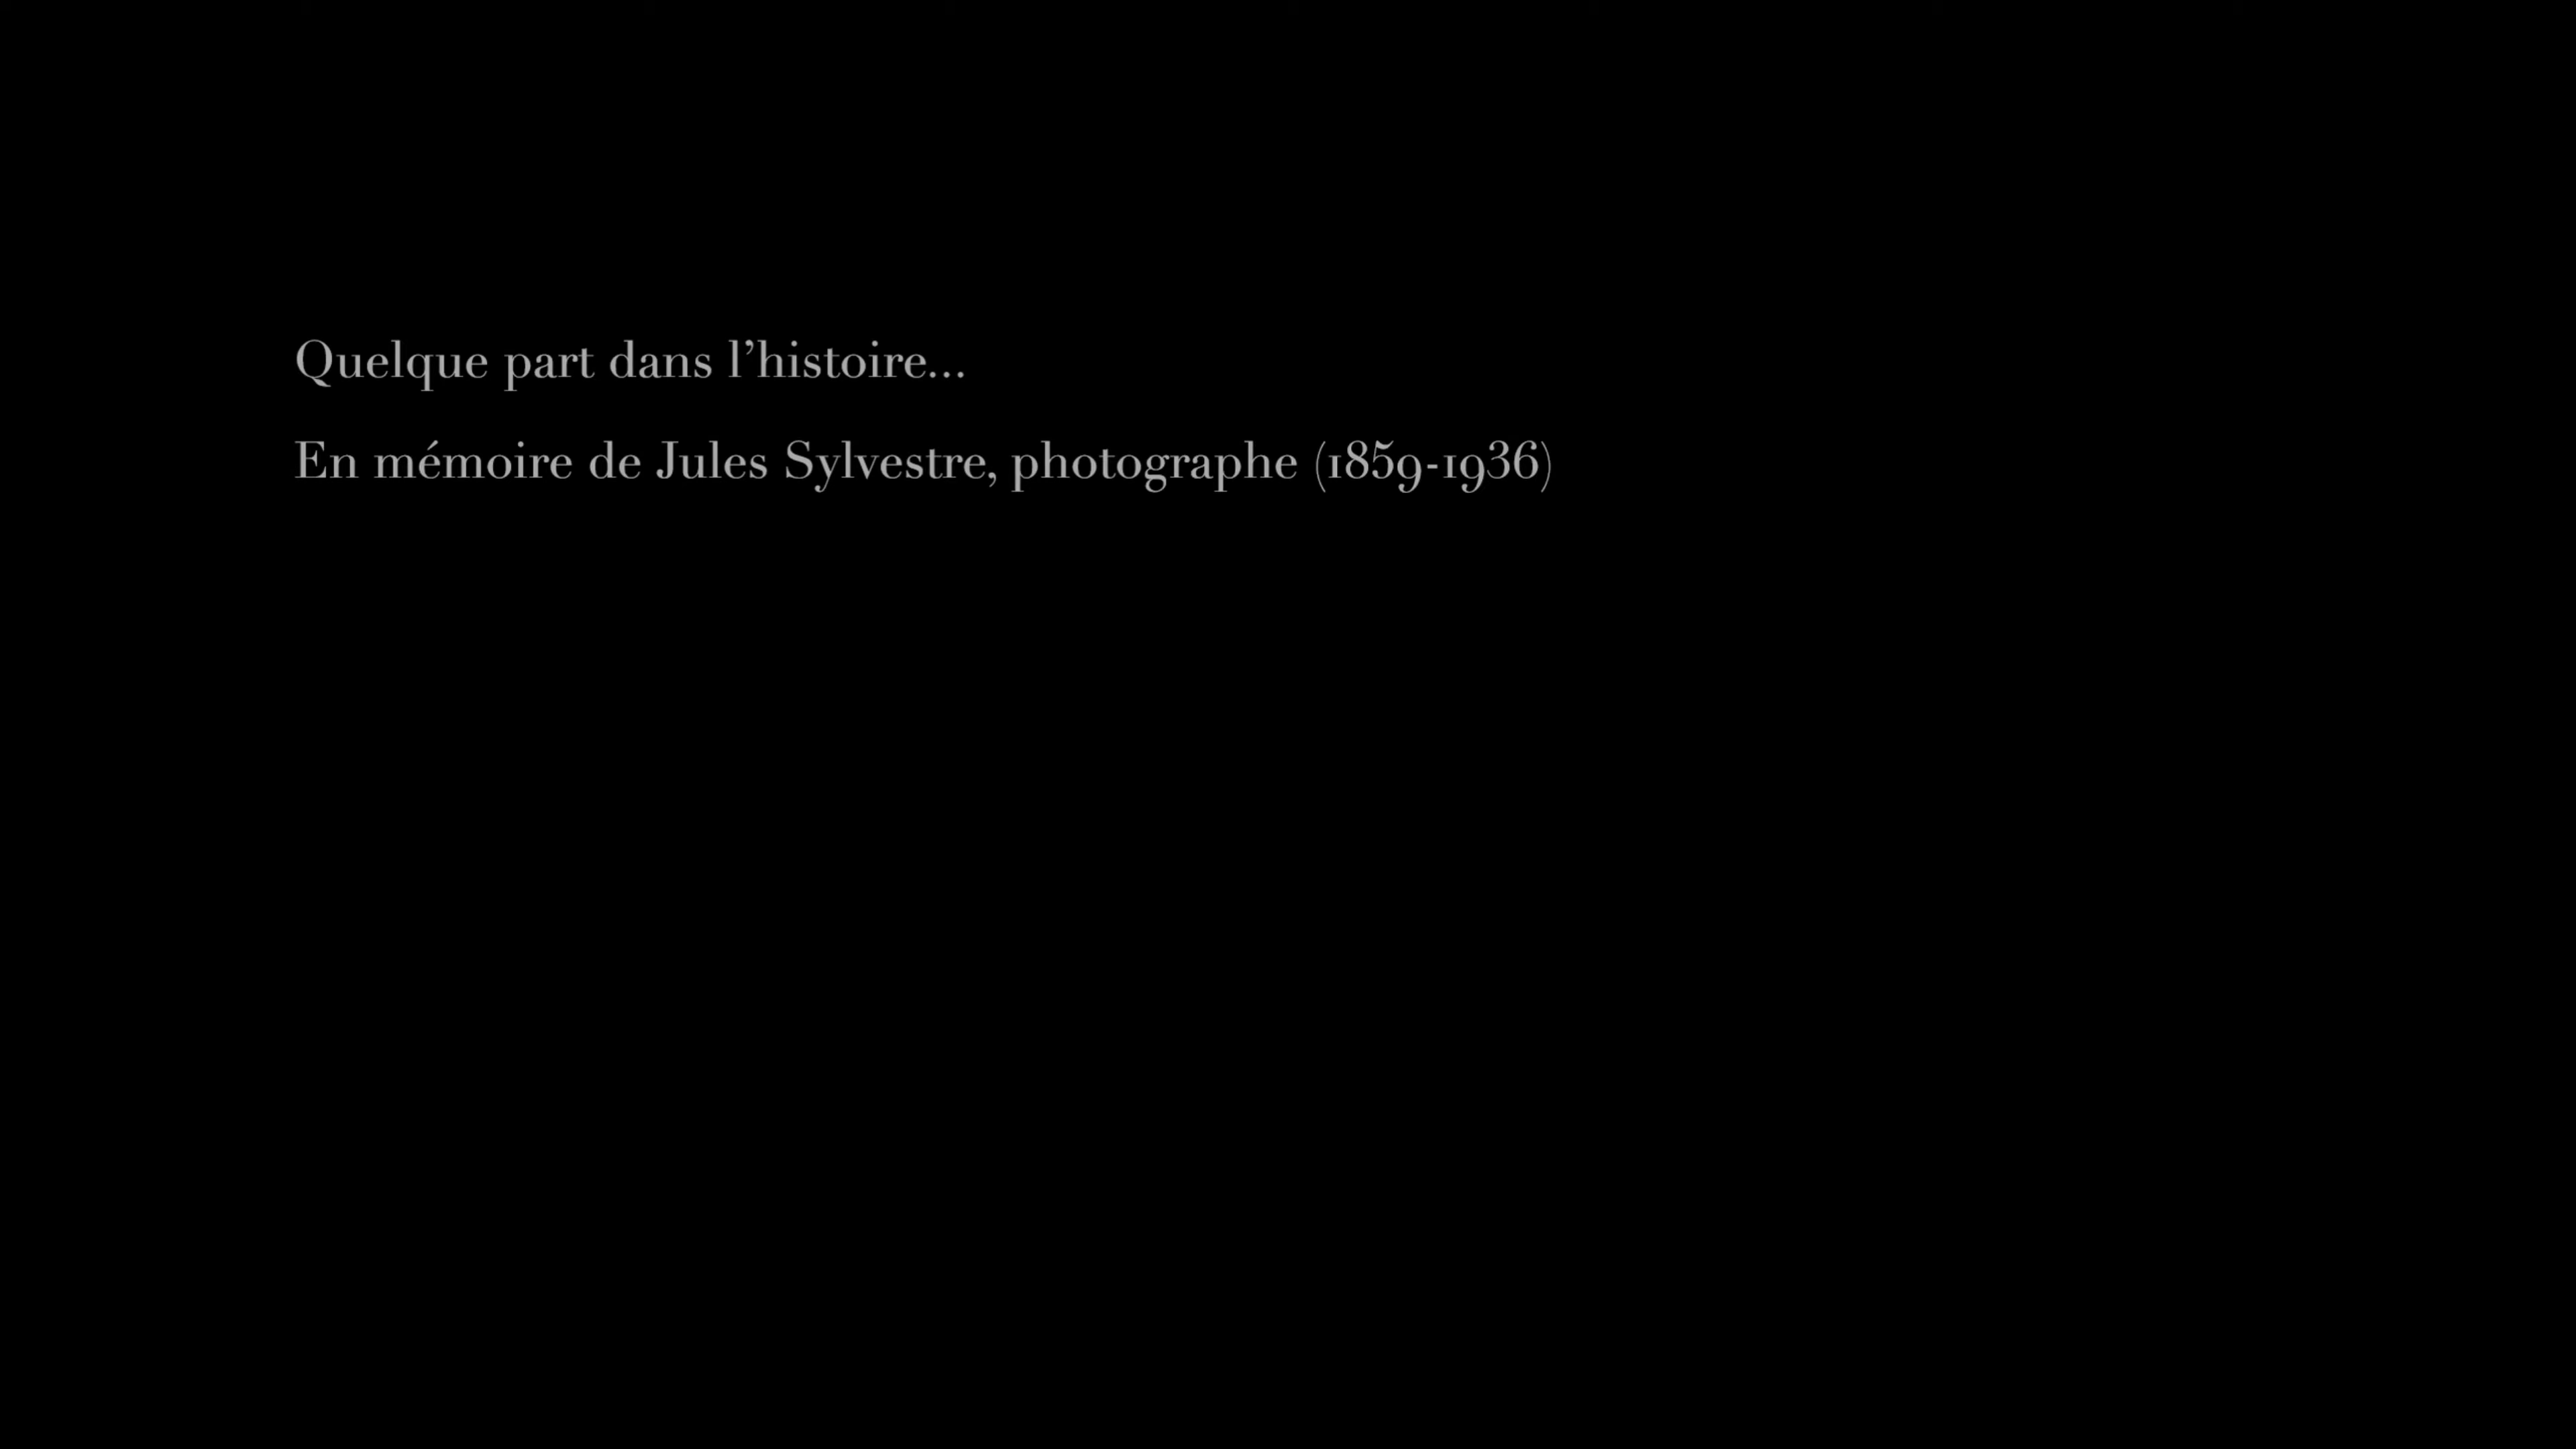 Quelque part dans l’histoire...
En mémoire de Jules Sylvestre, photographe (1859-1936)